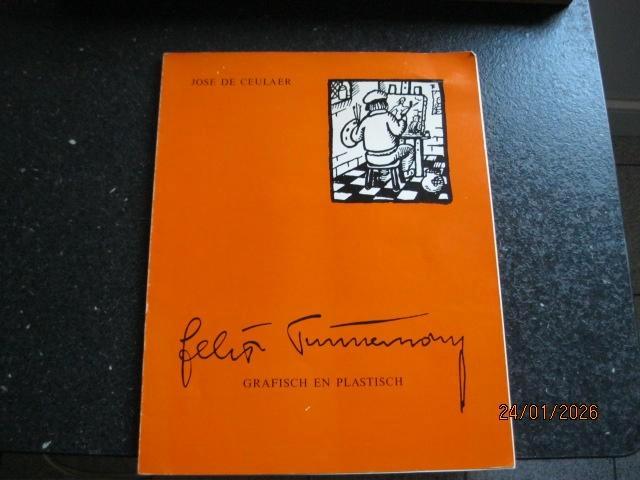 JOSE DE CEULAER
felix Timmermans
GRAFISCH EN PLASTISCH
24/01/2026